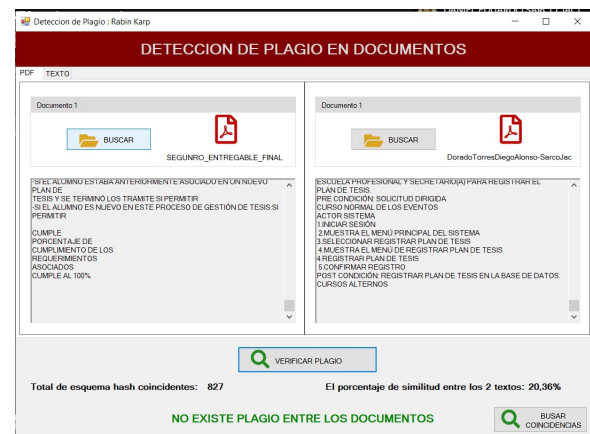 Deteccion de Plagio : Rabin Karp
DETECCION DE PLAGIO EN DOCUMENTOS
PDF TEXTO
Documento 1
BUSCAR
SEGUNRO_ENTREGABLE_FINAL
-SI EL ALUMNO ESTABA ANTERIORMENTE ASOCIADO EN UN NUEVO
PLAN DE
TESIS Y SE TERMINÓ LOS TRAMITE:SI PERMITIR
-SI EL ALUMNO ES NUEVO EN ESTE PROCESO DE GESTIÓN DE TESIS:SI
PERMITIR
CUMPLE
PORCENTAJE DE
CUMPLIMENTO DE LOS
REQUERIMIENTOS
ASOCIADOS
CUMPLE AL 100%
Documento 1
BUSCAR
DoradoTorresDiegoAlonso-SarcoJac
ESCUELA PROFESIONAL Y SECRETARIO(A) PARA REGISTRAR EL
PLAN DE TESIS.
PRE CONDICIÓN: SOLICITUD DIRIGIDA
CURSO NORMAL DE LOS EVENTOS
ACTOR SISTEMA
1.INICIAR SESIÓN
2.MUESTRA EL MENÚ PRINCIPAL DEL SISTEMA
3.SELECCIONAR REGISTRAR PLAN DE TESIS
4.MUESTRA EL MENÚ DE REGISTRAR PLAN DE TESIS
4.REGISTRAR PLAN DE TESIS
5.CONFIRMAR REGISTRO
POST CONDICIÓN: REGISTRAR PLAN DE TESIS EN LA BASE DE DATOS.
CURSOS ALTERNOS
VERIFICAR PLAGIO
Total de esquema hash coincidentes: 827
El porcentaje de similitud entre los 2 textos: 20,36%
NO EXISTE PLAGIO ENTRE LOS DOCUMENTOS
BUSAR
COINCIDENCIAS